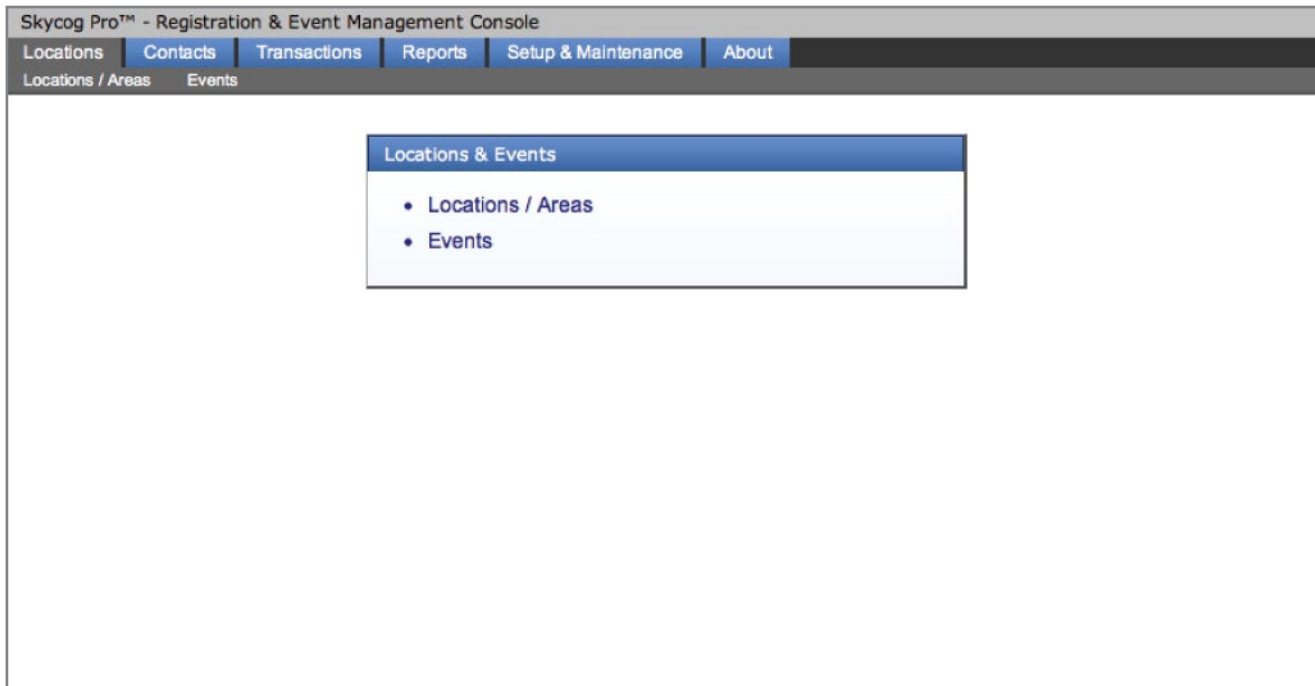 Skycog Pro™ - Registration & Event Management Console
Locations Contacts Transactions Reports Setup & Maintenance About
Locations / Areas Events
Locations & Events
• Locations / Areas
• Events